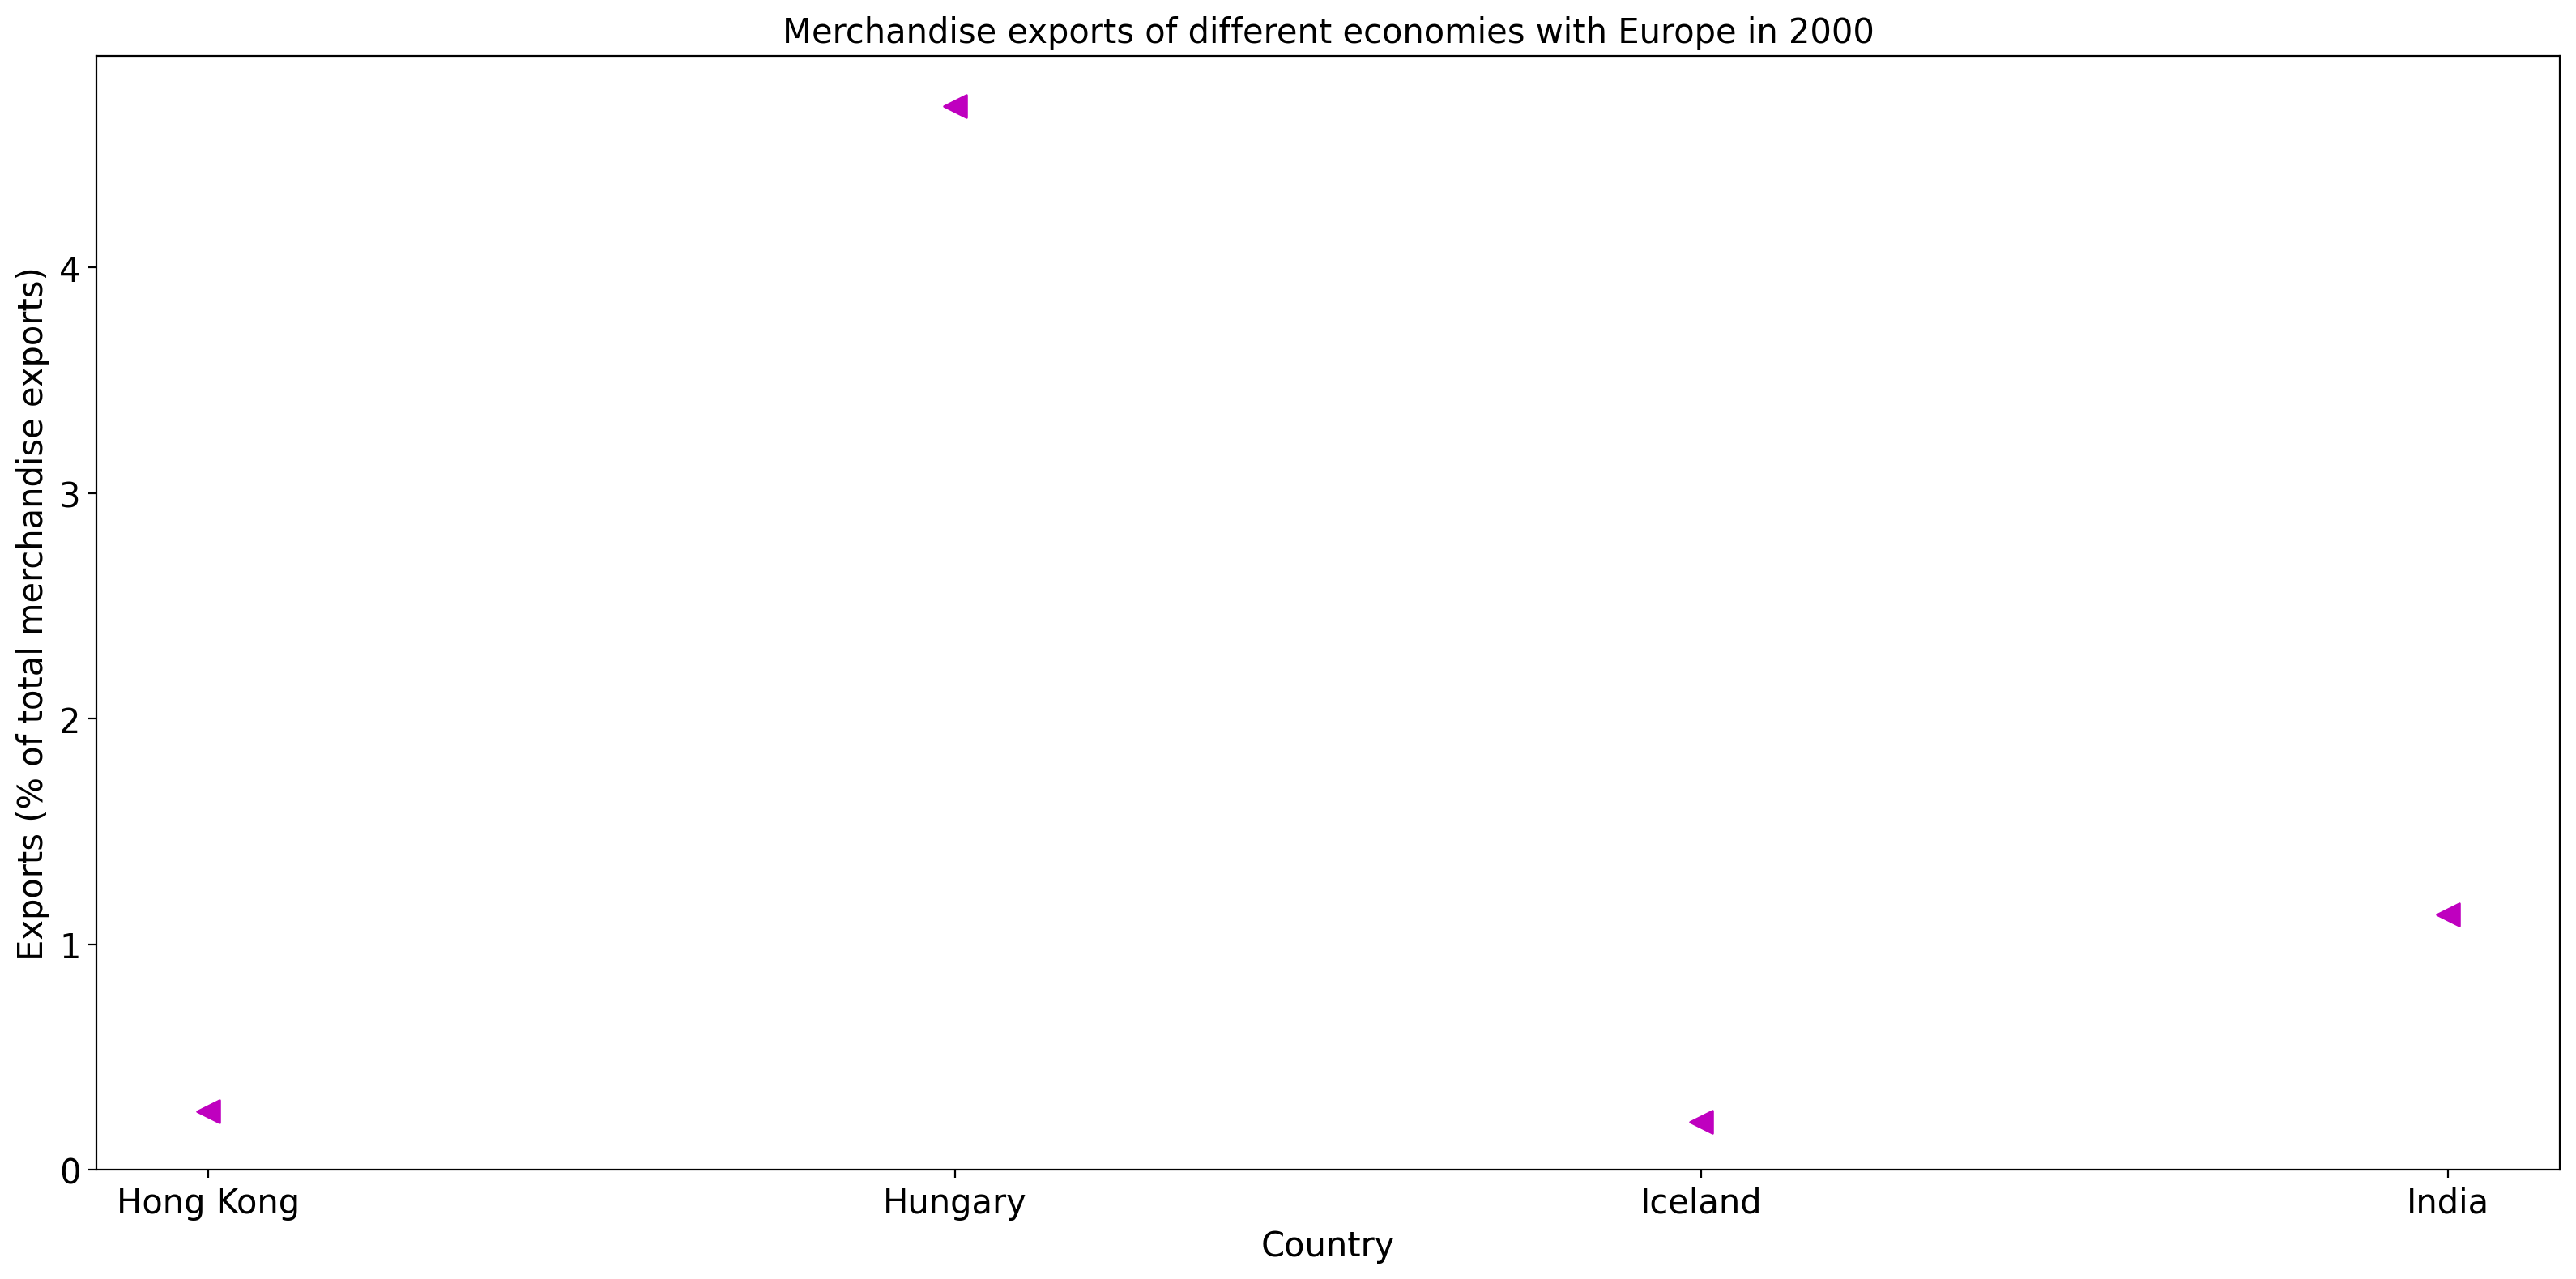 Merchandise exports of different economies with Europe in 2000
Exports (% of total merchandise exports)
4
3
2
1
0
Hong Kong
Hungary
Iceland
India
Country